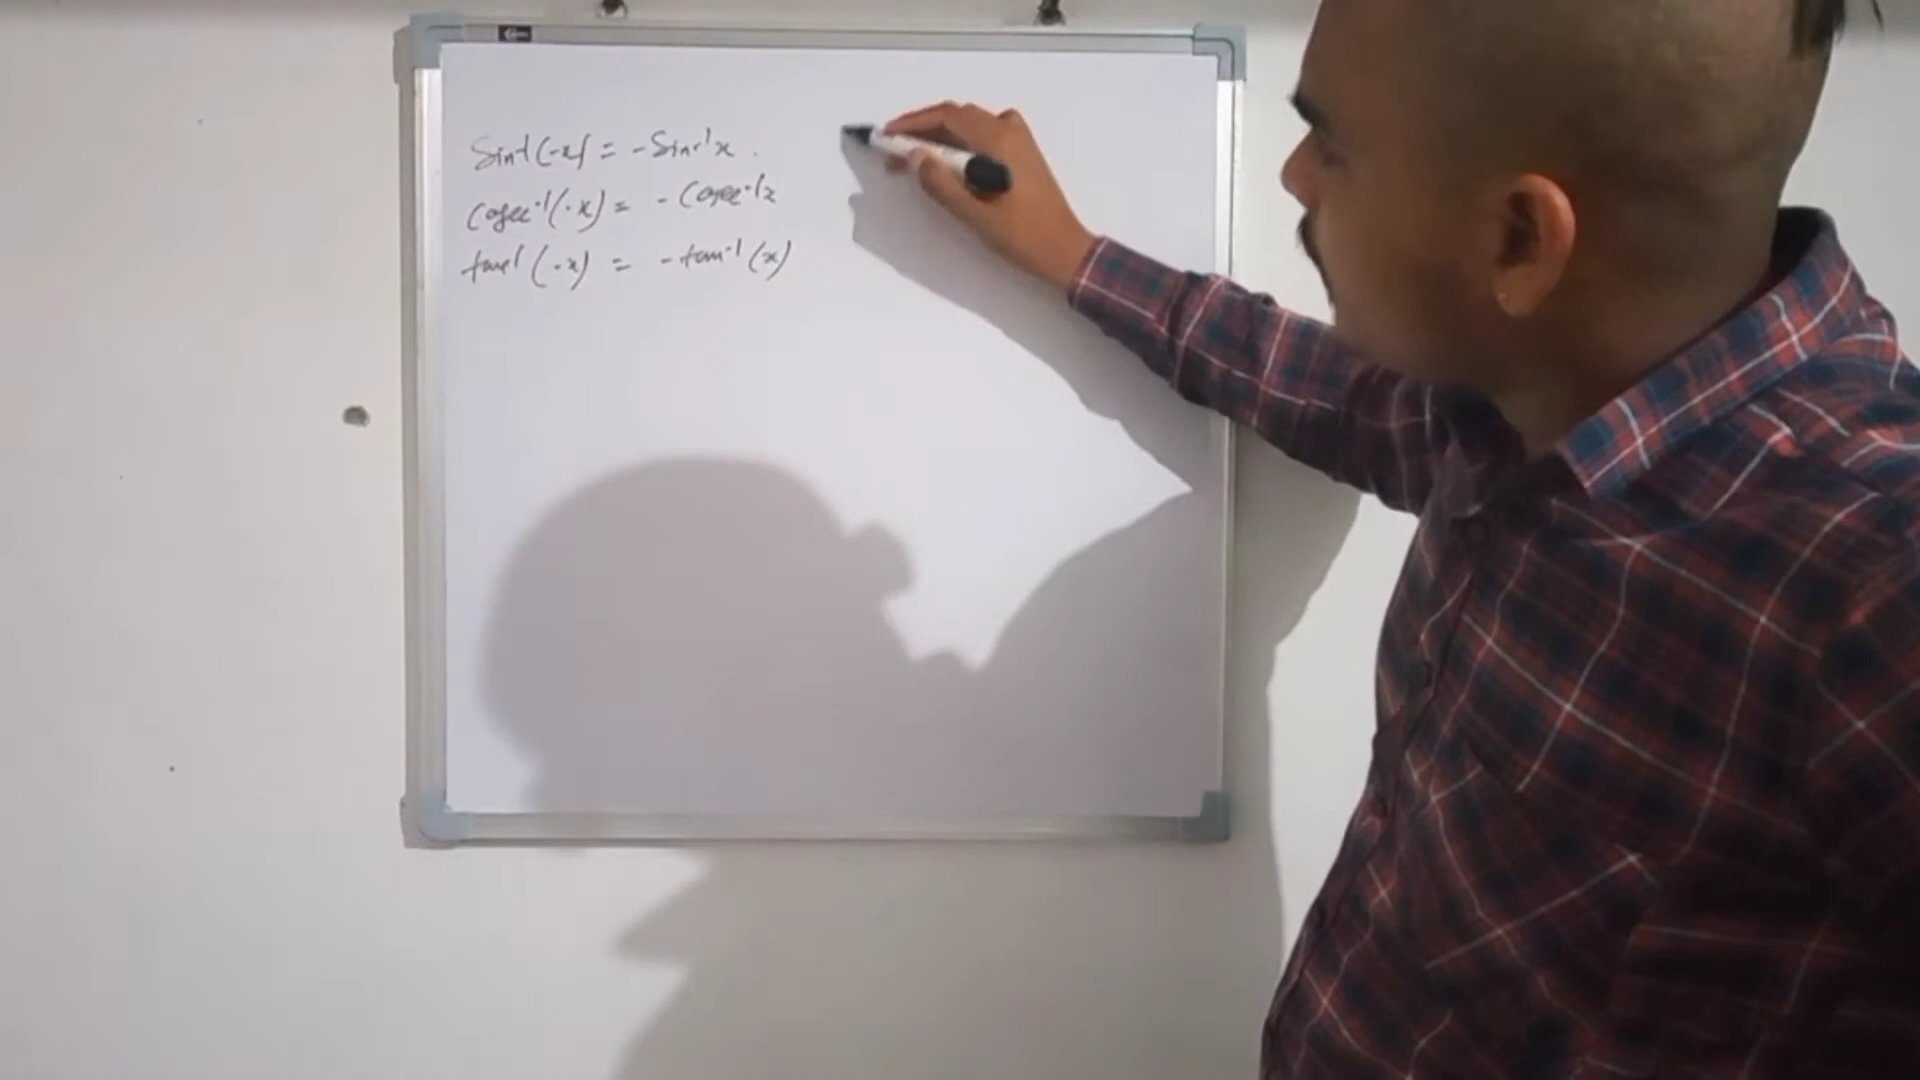 Sin-1(-x) = -Sin-1x.
Cosec-1(-x) = - Cosec-1x
tan-1(-x) = -tan-1(x)